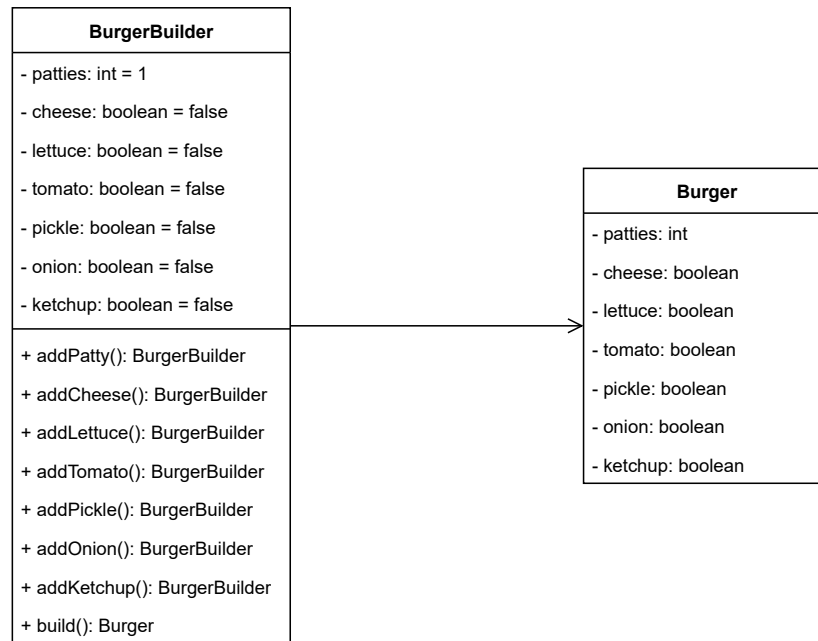 BurgerBuilder
- patties: int = 1
- cheese: boolean = false
- lettuce: boolean = false
- tomato: boolean = false
- pickle: boolean = false
- onion: boolean = false
- ketchup: boolean = false
+ addPatty(): BurgerBuilder
+ addCheese(): BurgerBuilder
+ addLettuce(): BurgerBuilder
+ addTomato(): BurgerBuilder
+ addPickle(): BurgerBuilder
+ addOnion(): BurgerBuilder
+ addKetchup(): BurgerBuilder
+ build(): Burger
Burger
- patties: int
- cheese: boolean
- lettuce: boolean
- tomato: boolean
- pickle: boolean
- onion: boolean
- ketchup: boolean